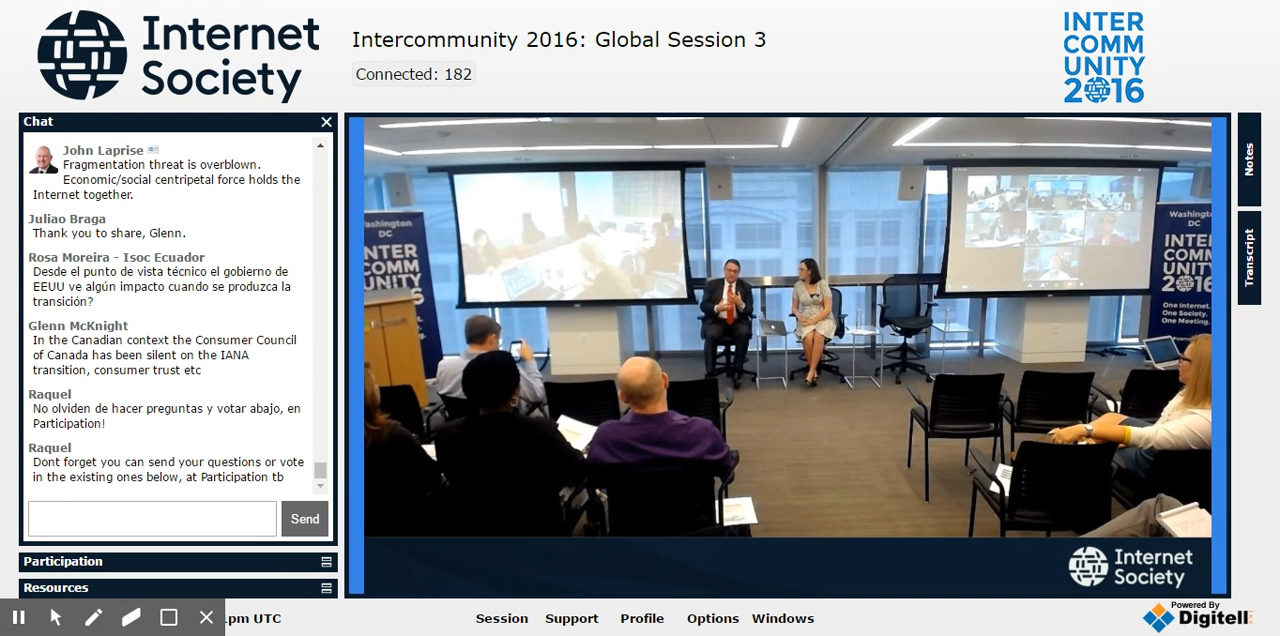 Internet
Society
Intercommunity 2016: Global Session 3
Connected: 182
INTER
COMM
UNITY
2016
Chat
John Laprise
Fragmentation threat is overblown.
Economic/social centripetal force holds the
Internet together.
Juliao Braga
Thank you to share, Glenn.
Rosa Moreira - Isoc Ecuador
Desde el punto de vista técnico el gobierno de
EEUU ve algún impacto cuando se produzca la
transición?
Glenn McKnight
In the Canadian context the Consumer Council
of Canada has been silent on the IANA
transition, consumer trust etc
Raquel
No olviden de hacer preguntas y votar abajo, en
Participation!
Raquel
Dont forget you can send your questions or vote
in the existing ones below, at Participation tb
Send
Participation
Resources
Washington
DC
INTER
COMM
UNITY
Washingt
DC
INTE
COM
UNIT
2016
One Internet.
One Society.
One Meeting.
Internet
Society
Notes
Transcript
pm UTC
Session
Support
Profile
Options
Windows
Powered By
Digitell